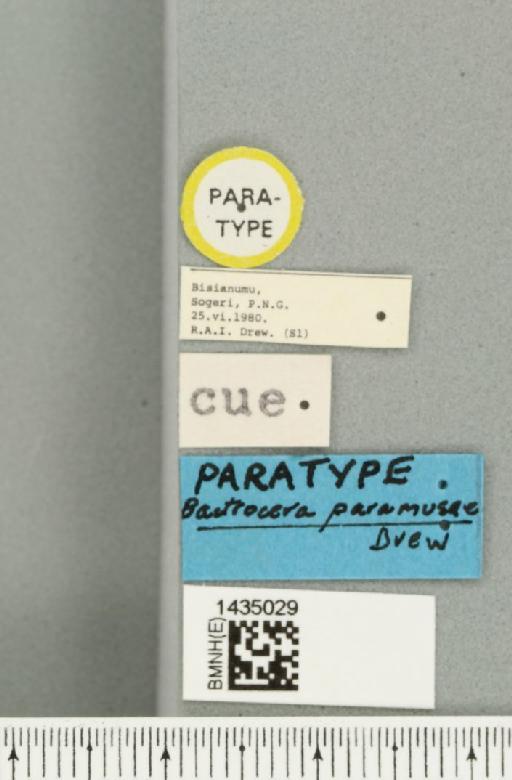 PARA-
TYPE
Bisianumu,
Sogeri, P.N.G.
25.vi.1980.
R.A.I. Drew. (S1)
cue
PARATYPE.
Bactrocera paramusae
Drew
1435029
BMNH(E)